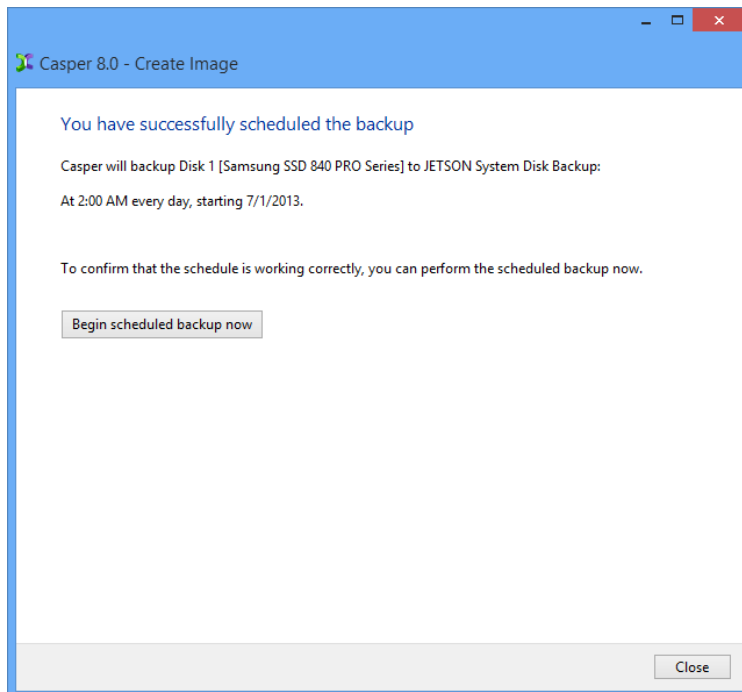 Casper 8.0 - Create Image
You have successfully scheduled the backup
Casper will backup Disk 1 [Samsung SSD 840 PRO Series] to JETSON System Disk Backup:
At 2:00 AM every day, starting 7/1/2013.
To confirm that the schedule is working correctly, you can perform the scheduled backup now.
Begin scheduled backup now
Close